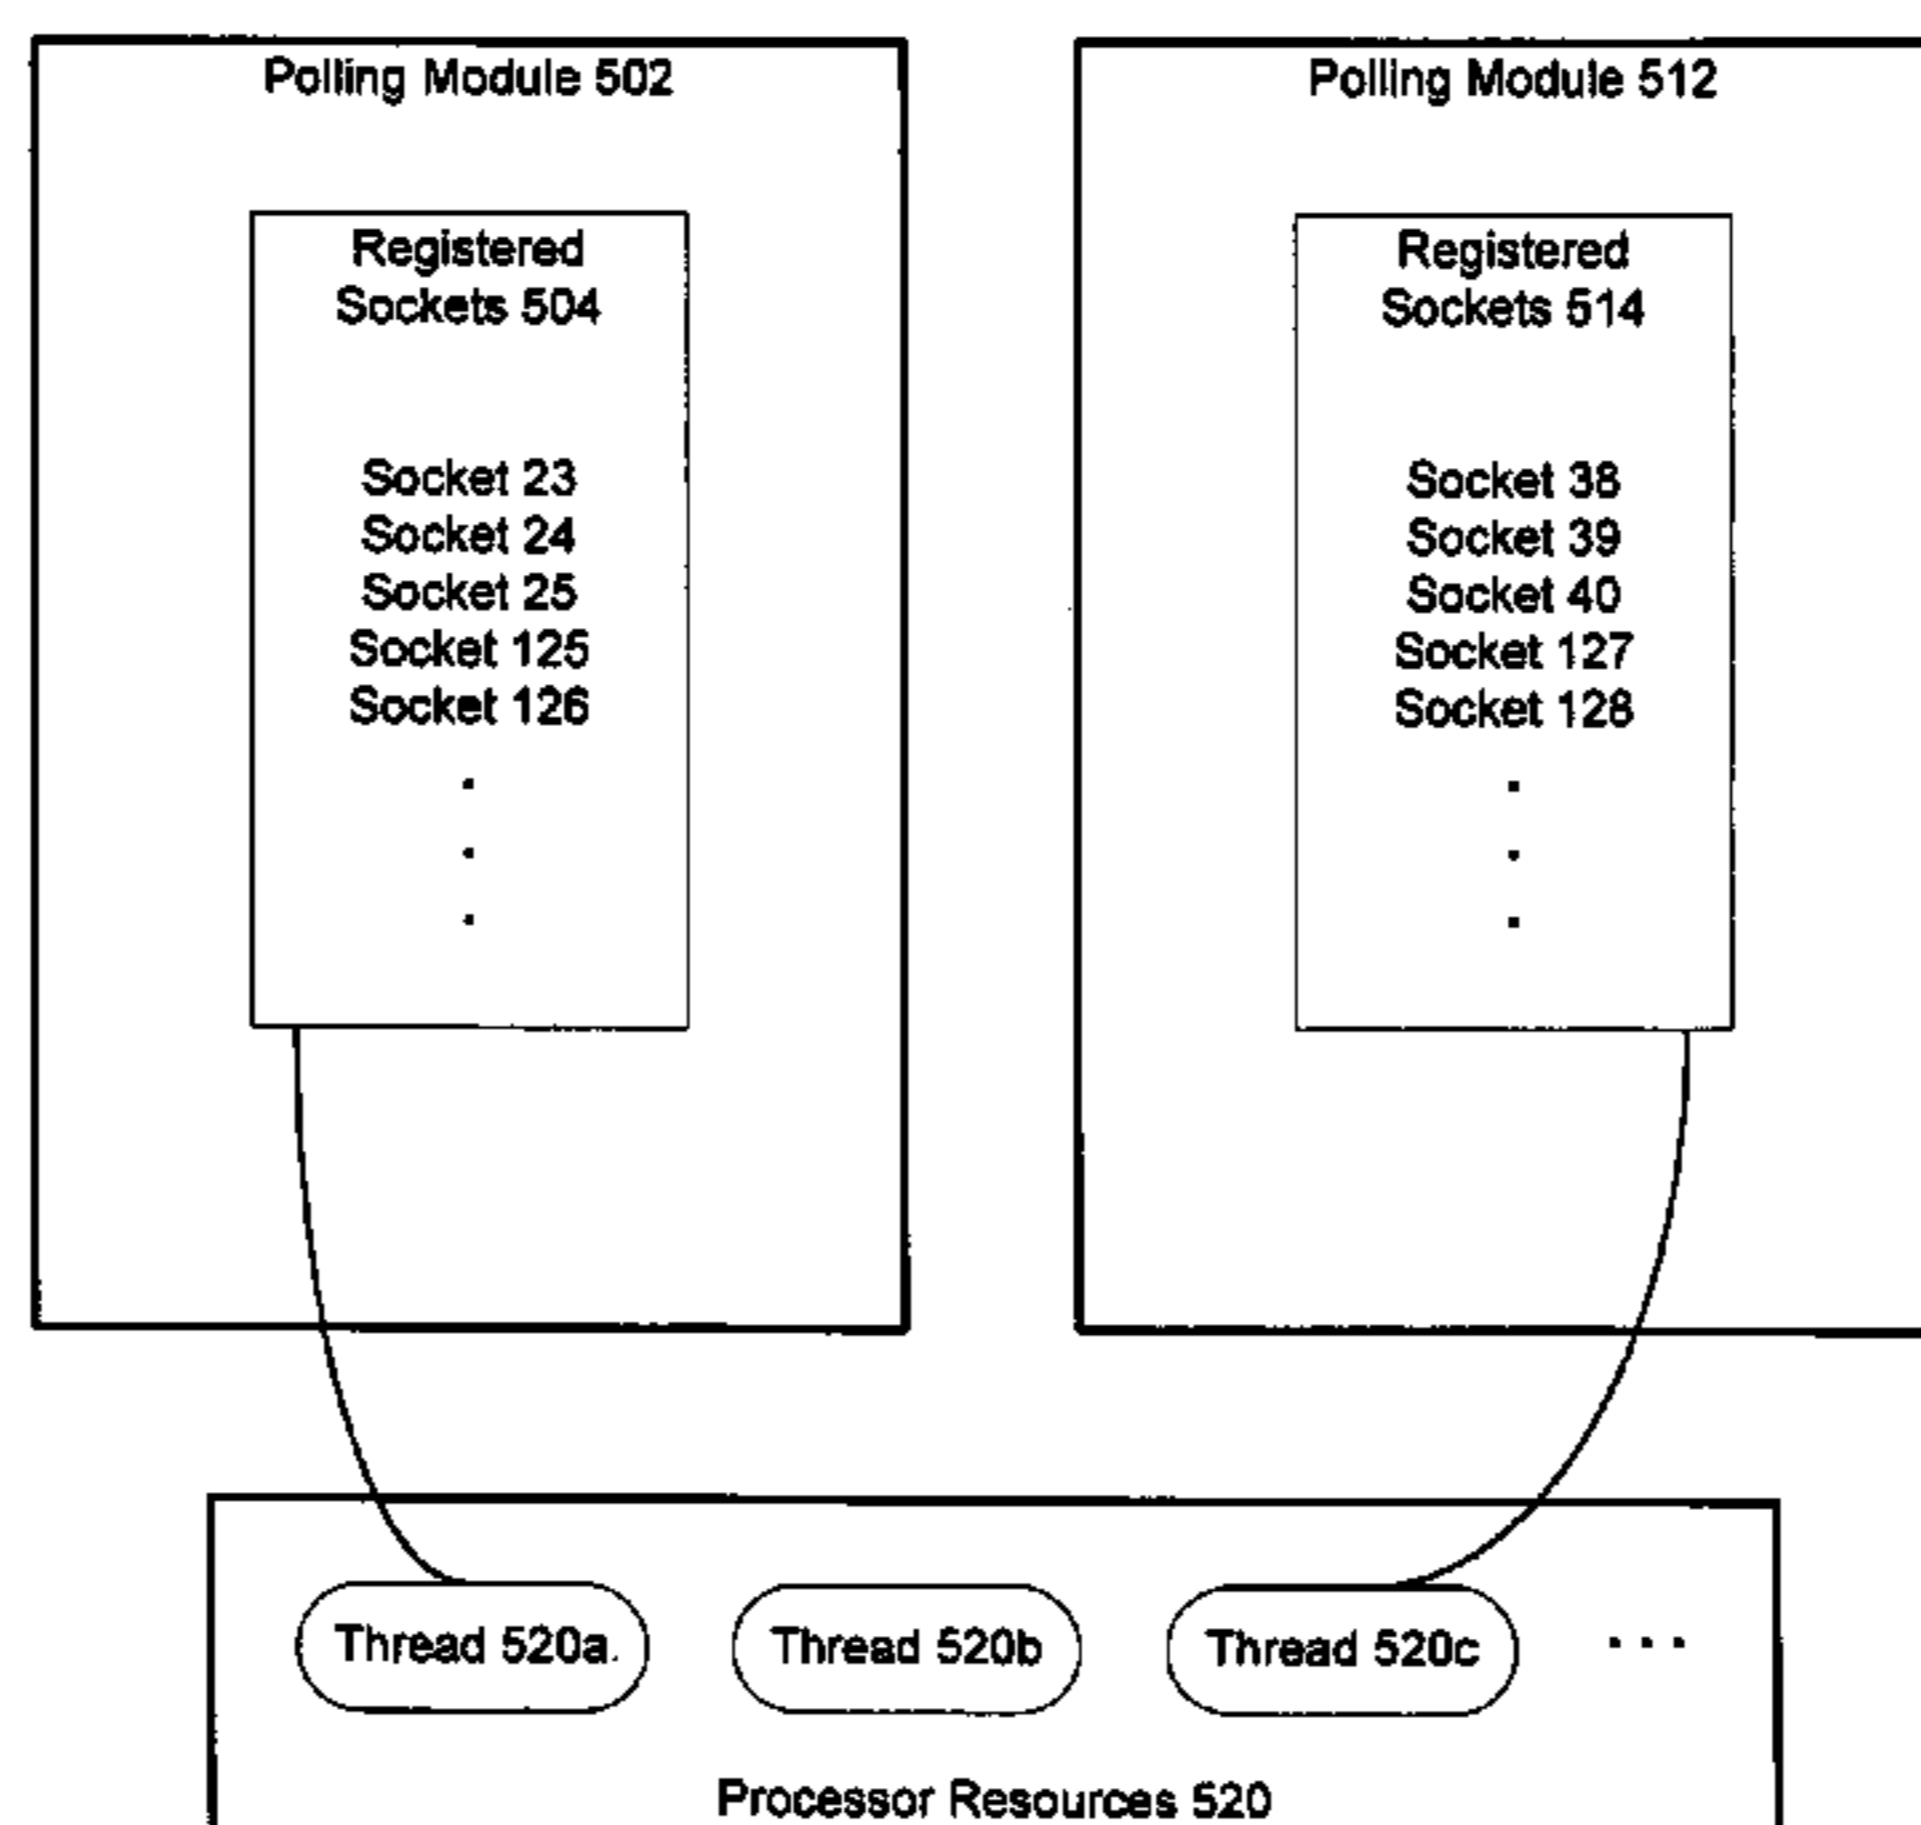 Polling Module 502
Registered
Sockets 504
Socket 23
Socket 24
Socket 25
Socket 125
Socket 126
.
.
.
Polling Module 512
Registered
Sockets 514
Socket 38
Socket 39
Socket 40
Socket 127
Socket 128
.
.
.
Thread 520a
Thread 520b
Thread 520c
. . .
Processor Resources 520